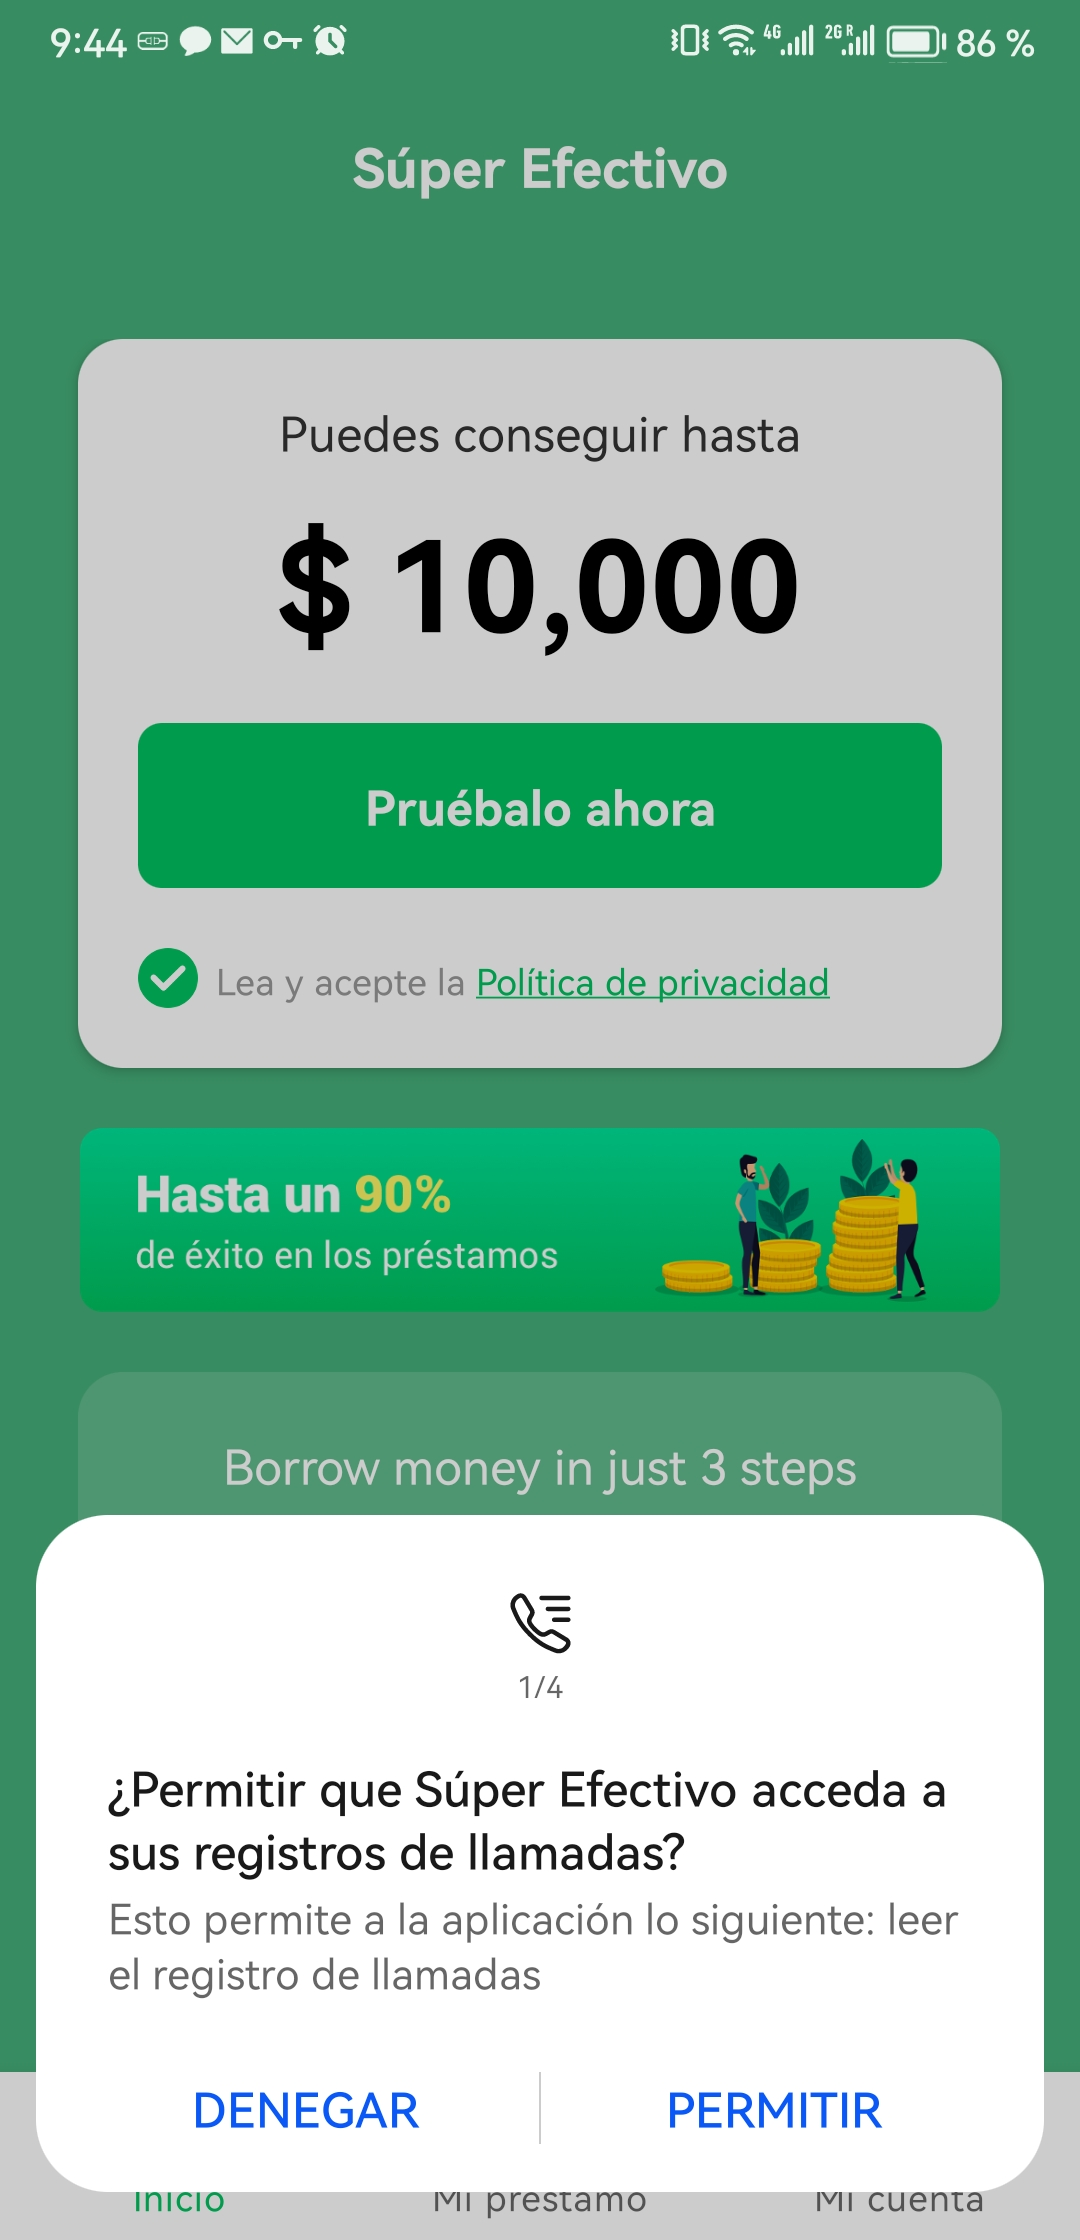 9:44 4G 2G R 86 %
Súper Efectivo
Puedes conseguir hasta
$ 10,000
Pruébalo ahora
Lea y acepte la Política de privacidad
Hasta un 90%
de éxito en los préstamos
Borrow money in just 3 steps
1/4
¿Permitir que Súper Efectivo acceda a
sus registros de llamadas?
Esto permite a la aplicación lo siguiente: leer
el registro de llamadas
DENEGAR PERMITIR
Inicio Mi préstamo Mi cuenta